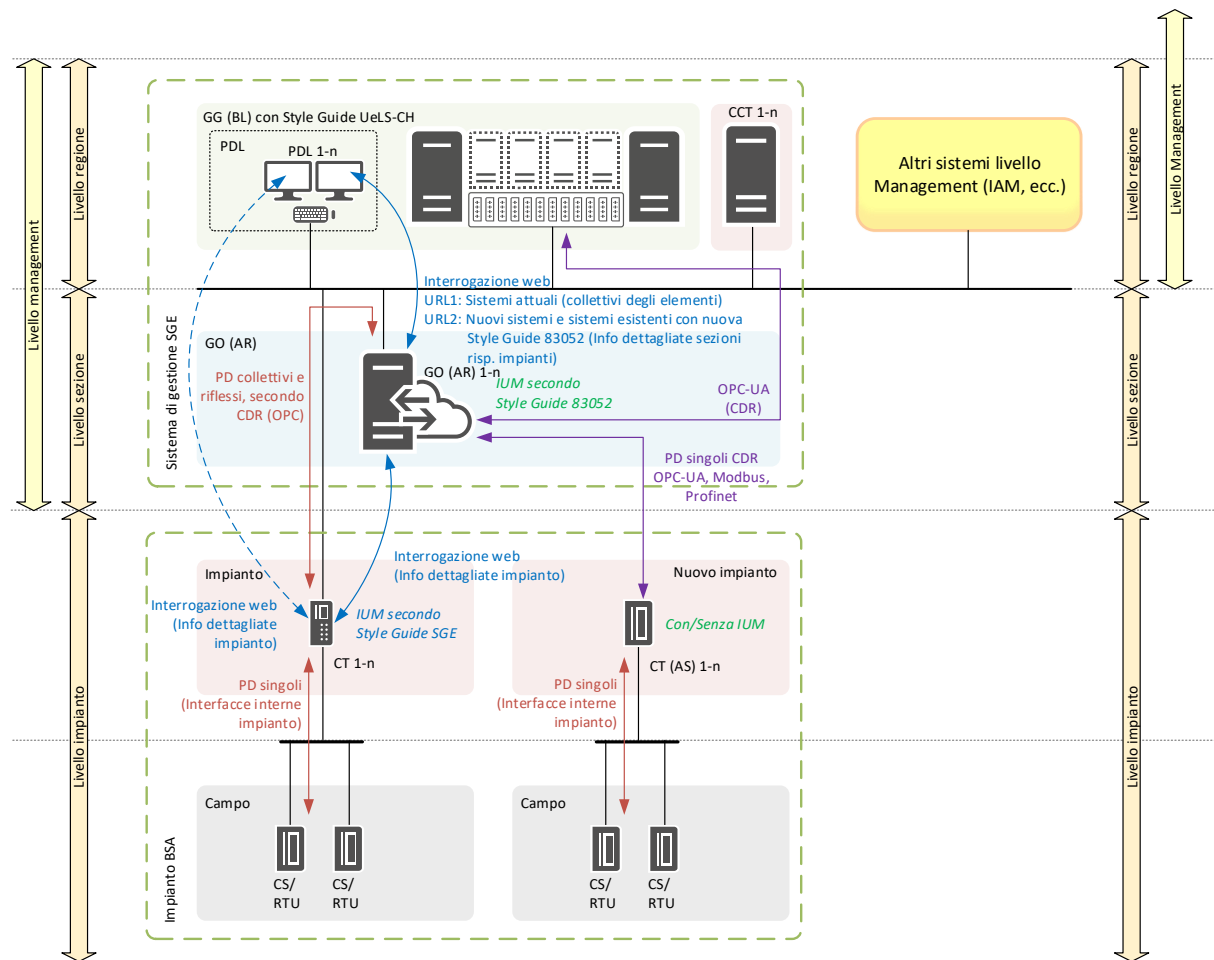 Livello management
Livello regione
Livello sezione
Livello impianto
Sistema di gestione SGE
GG (BL) con Style Guide UeLS-CH
PDL
PDL 1-n
CCT 1-n
Altri sistemi livello
Management (IAM, ecc.)
Livello regione
Livello Management
Livello sezione
Livello impianto
Interrogazione web
URL1: Sistemi attuali (collettivi degli elementi)
URL2: Nuovi sistemi e sistemi esistenti con nuova
Style Guide 83052 (Info dettagliate sezioni
risp. impianti)
GO (AR)
GO (AR) 1-n
IUM secondo
Style Guide 83052
PD collettivi e
riflessi, secondo
CDR (OPC)
OPC-UA
(CDR)
PD singoli CDR
OPC-UA, Modbus,
Profinet
Impianto BSA
Impianto
Interrogazione web
(Info dettagliate impianto)
Interrogazione web
(Info dettagliate
impianto)
IUM secondo
Style Guide SGE
CT 1-n
PD singoli
(Interfacce interne
impianto)
Nuovo impianto
Con/Senza IUM
CT (AS) 1-n
PD singoli
(Interfacce interne
impianto)
Campo
CS/
RTU
CS/
RTU
Campo
CS/
RTU
CS/
RTU